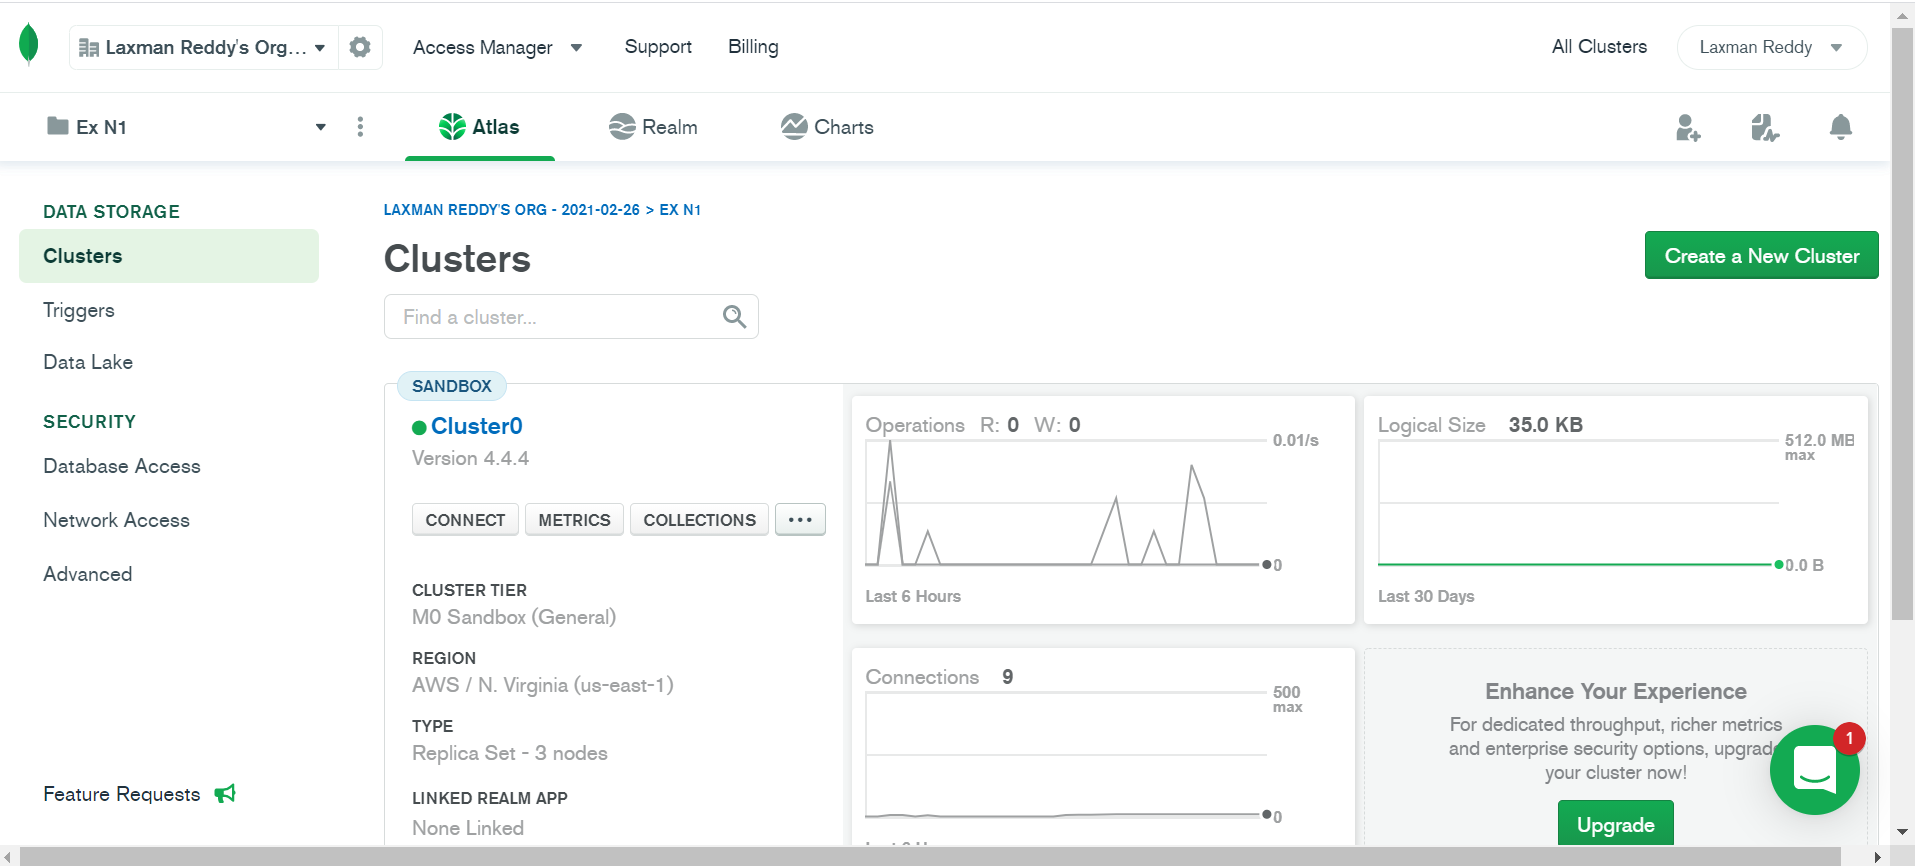 Laxman Reddy's Org...
Access Manager
Support
Billing
All Clusters
Laxman Reddy
Ex N1
Atlas
Realm
Charts
DATA STORAGE
Clusters
Triggers
Data Lake
SECURITY
Database Access
Network Access
Advanced
Feature Requests
LAXMAN REDDY'S ORG - 2021-02-26 > EX N1
Clusters
Create a New Cluster
Find a cluster...
SANDBOX
Cluster0
Version 4.4.4
CONNECT METRICS COLLECTIONS ...
CLUSTER TIER
M0 Sandbox (General)
REGION
AWS / N. Virginia (us-east-1)
TYPE
Replica Set - 3 nodes
LINKED REALM APP
None Linked
Operations R: 0 W: 0
0.01/s
0
Last 6 Hours
Logical Size 35.0 KB
512.0 MB
max
0.0 B
Last 30 Days
Connections 9
500
max
0
Enhance Your Experience
For dedicated throughput, richer metrics
and enterprise security options, upgrade
your cluster now!
Upgrade
1